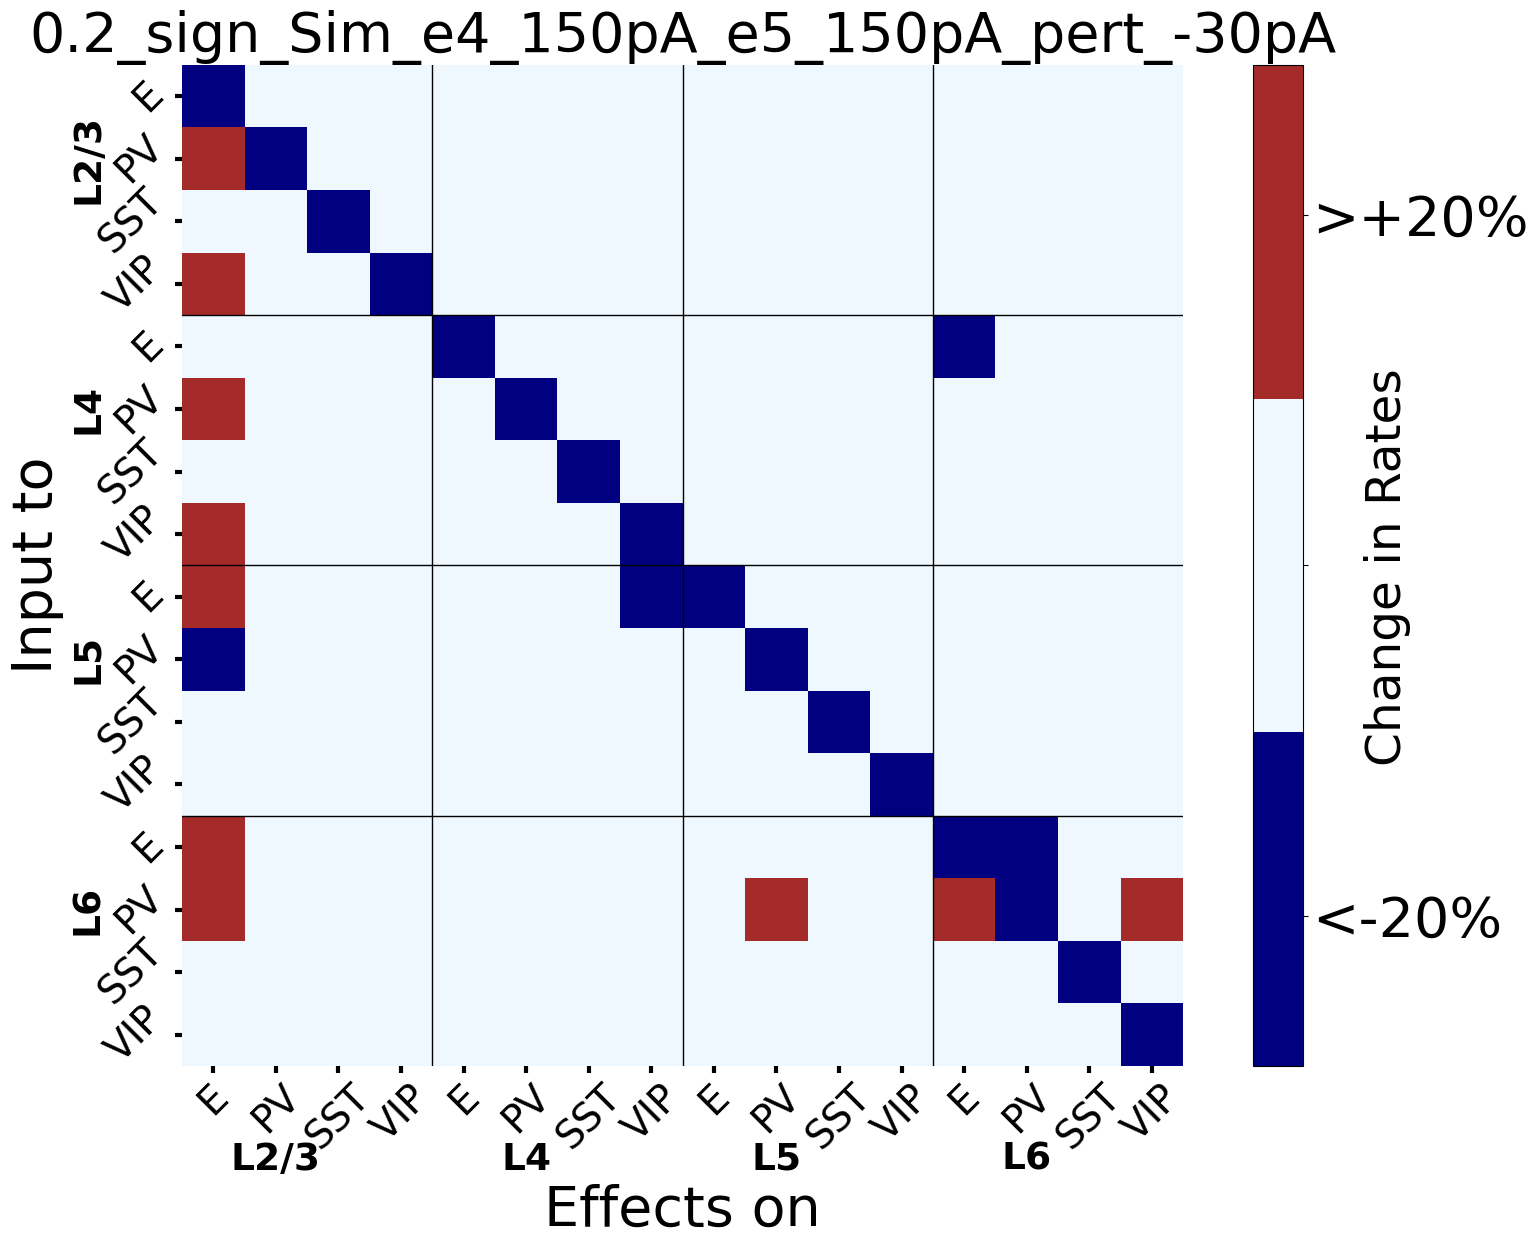 0.2_sign_Sim_e4_150pA_e5_150pA_pert_-30pA
Input to
L2/3
E
PV
SST
VIP
L4
E
PV
SST
VIP
L5
E
PV
SST
VIP
L6
E
PV
SST
VIP
E PV SST VIP E PV SST VIP E PV SST VIP E PV SST VIP
L2/3 L4 L5 L6
Effects on
>+20%
<-20%
Change in Rates